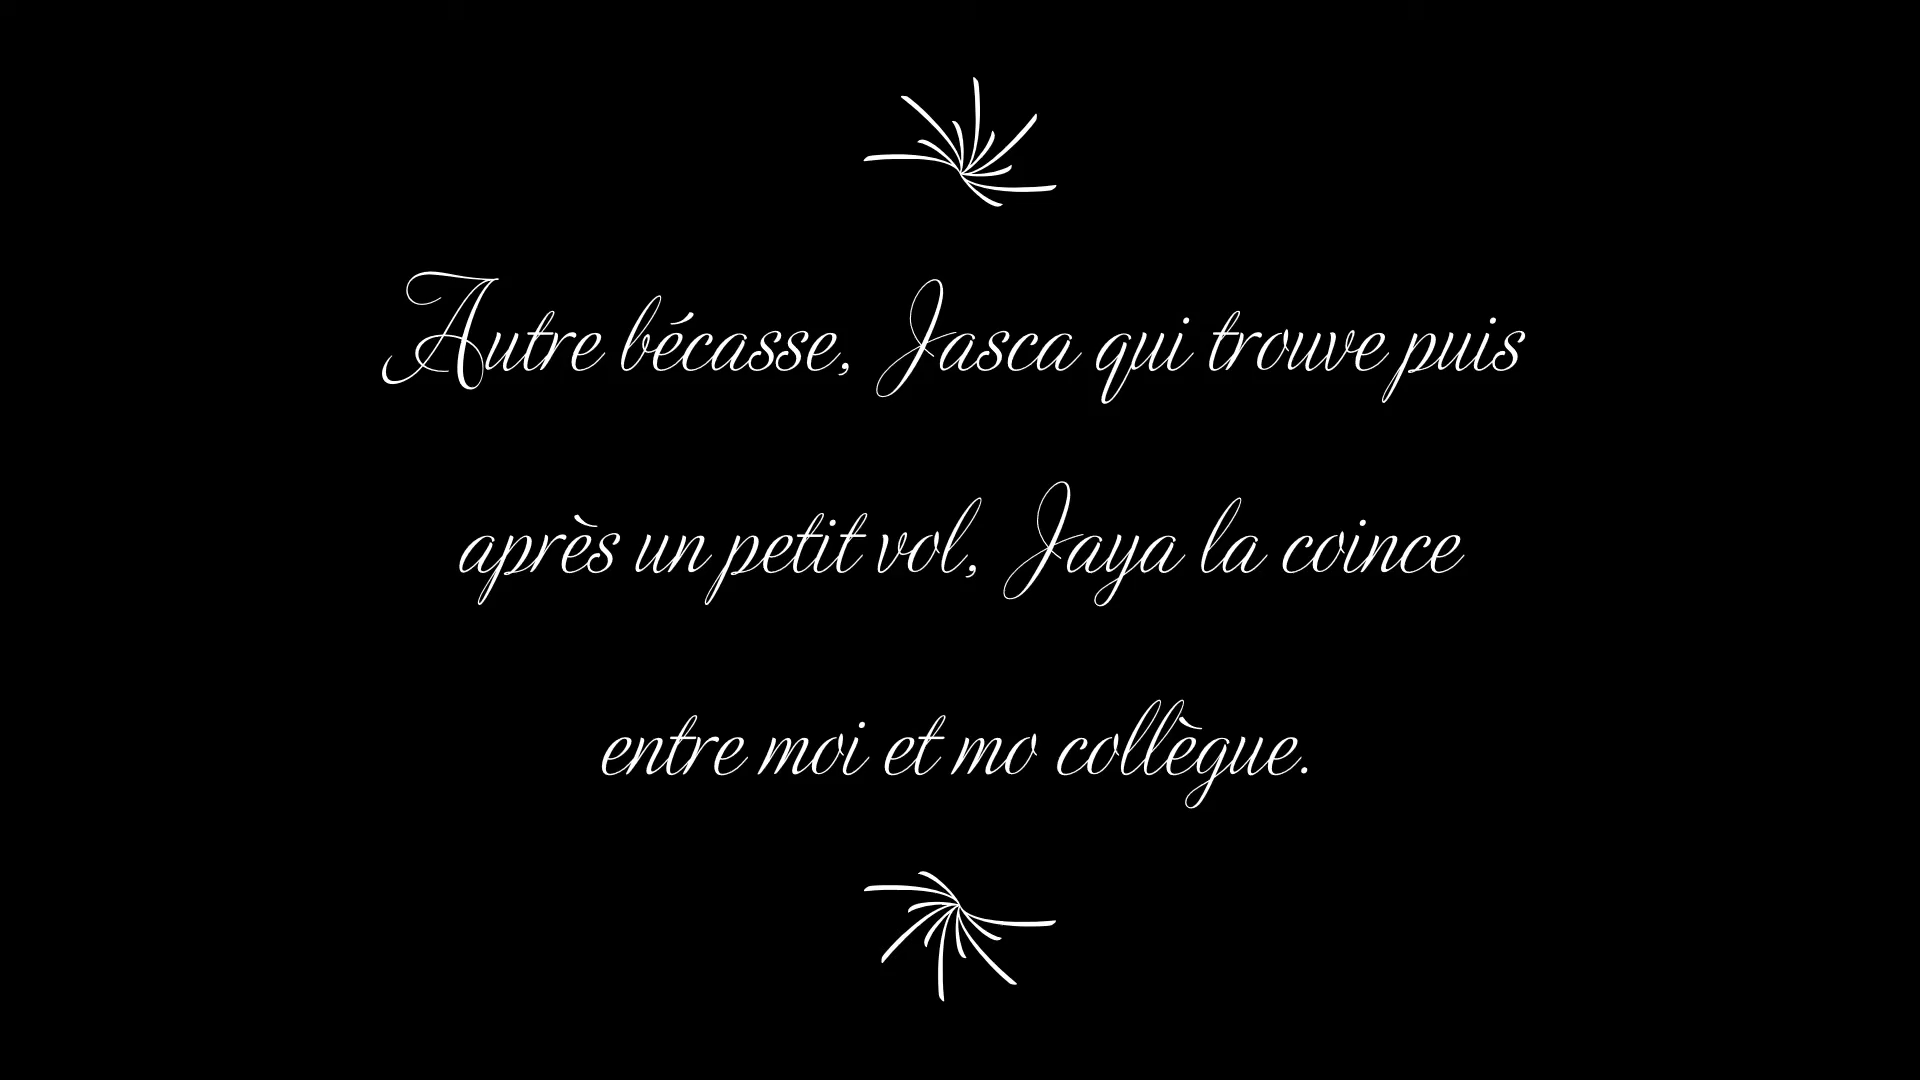 Autre bécasse, Jasca qui trouve puis
après un petit vol, Jaya la coince
entre moi et mo collègue.